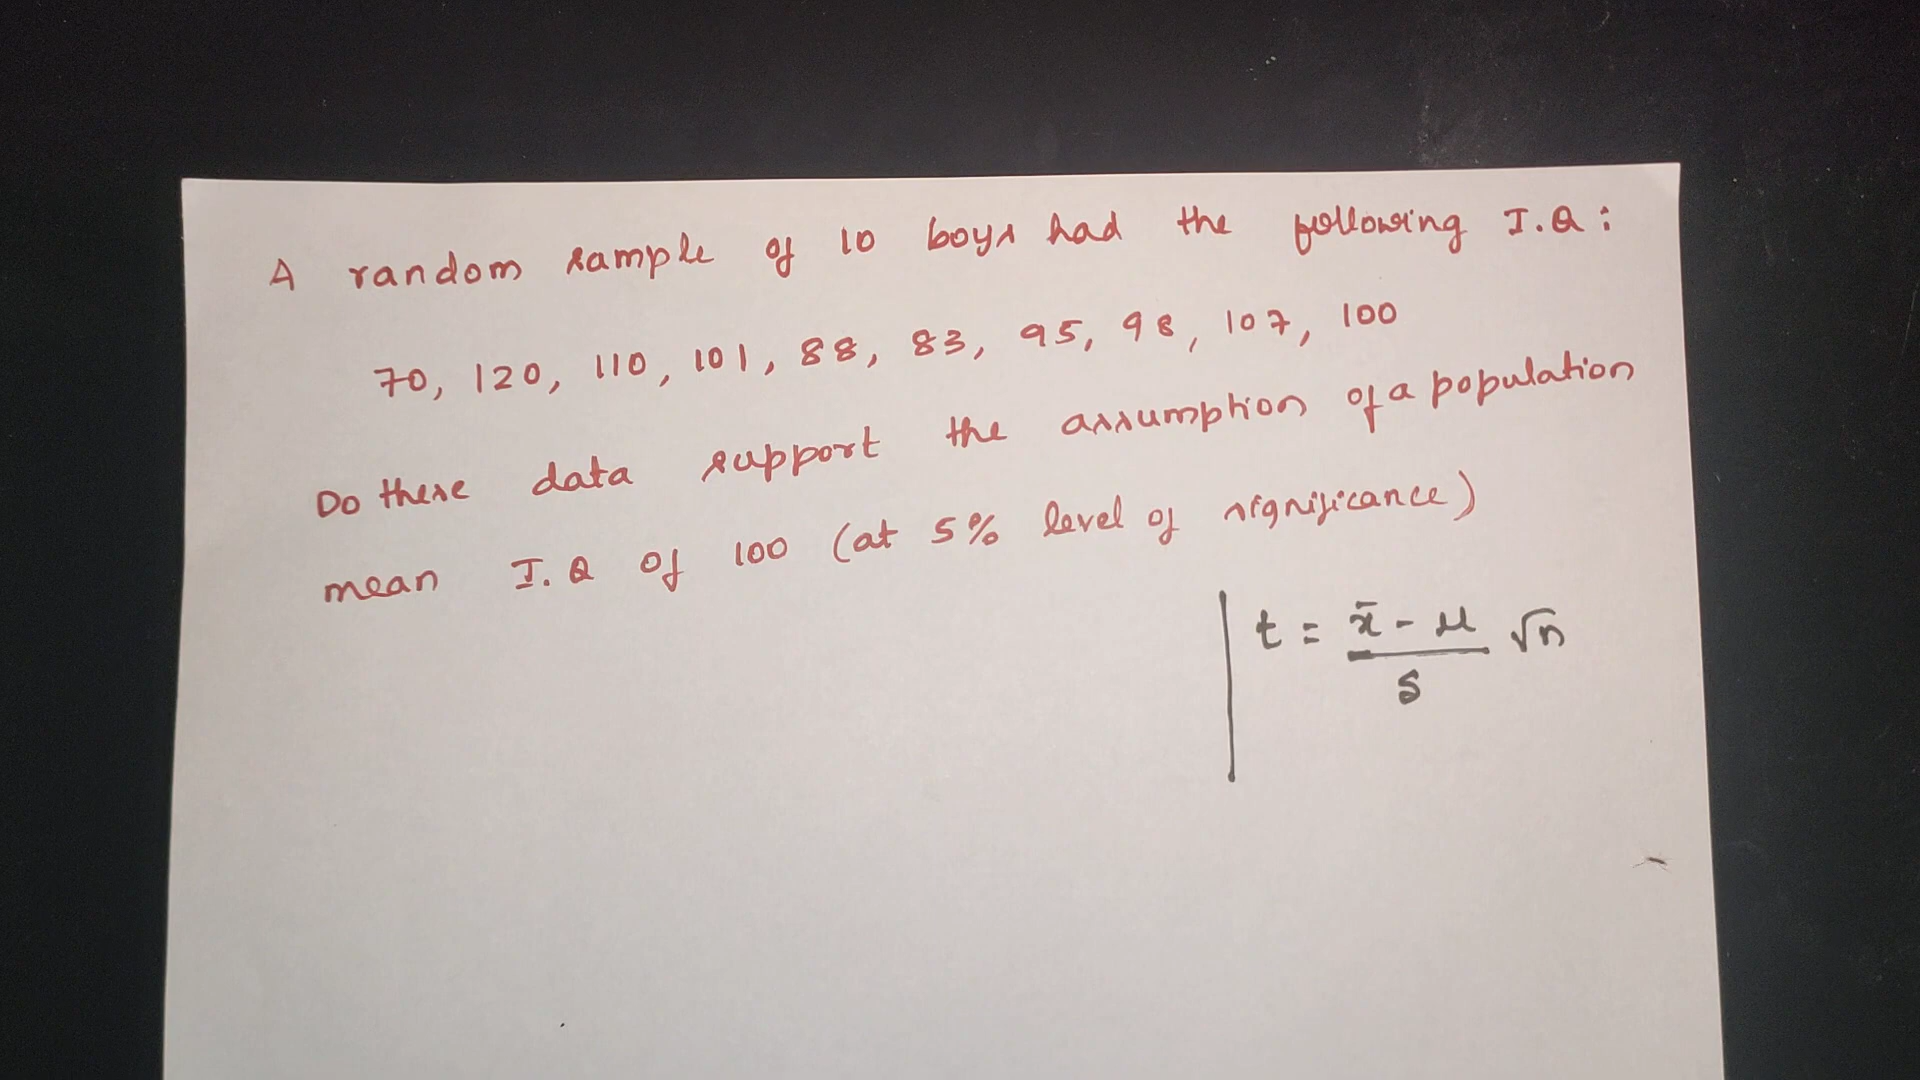 A random sample of 10 boys had the following I.Q :
70, 120, 110, 101, 88, 83, 95, 98, 107, 100
Do these data support the assumption of a population
mean I.Q of 100 (at 5% level of significance)
t = x̄ - μ / s √n